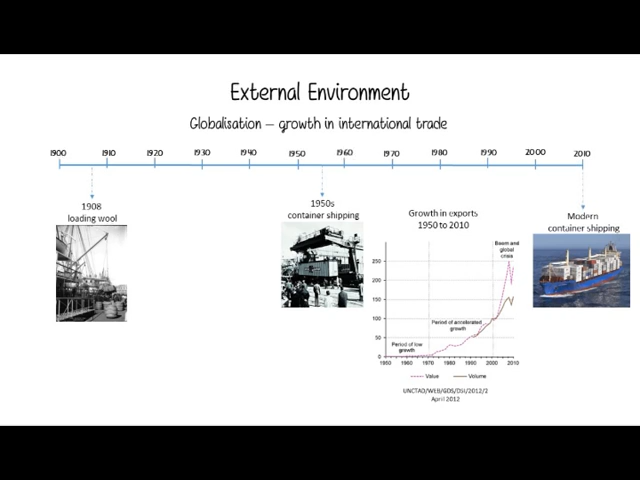 External Environment
Globalisation – growth in international trade
1900 1910 1920 1930 1940 1950 1960 1970 1980 1990 2000 2010
1908
loading wool
1950s
container shipping
Growth in exports
1950 to 2010
Modern
container shipping
Boom and
global
crisis
250
200
150
100
50
0
Period of accelerated
growth
Period of low
growth
1950 1960 1970 1980 1990 2000 2010
Value Volume
UNCTAD/WEB/GDS/DSI/2012/2
April 2012